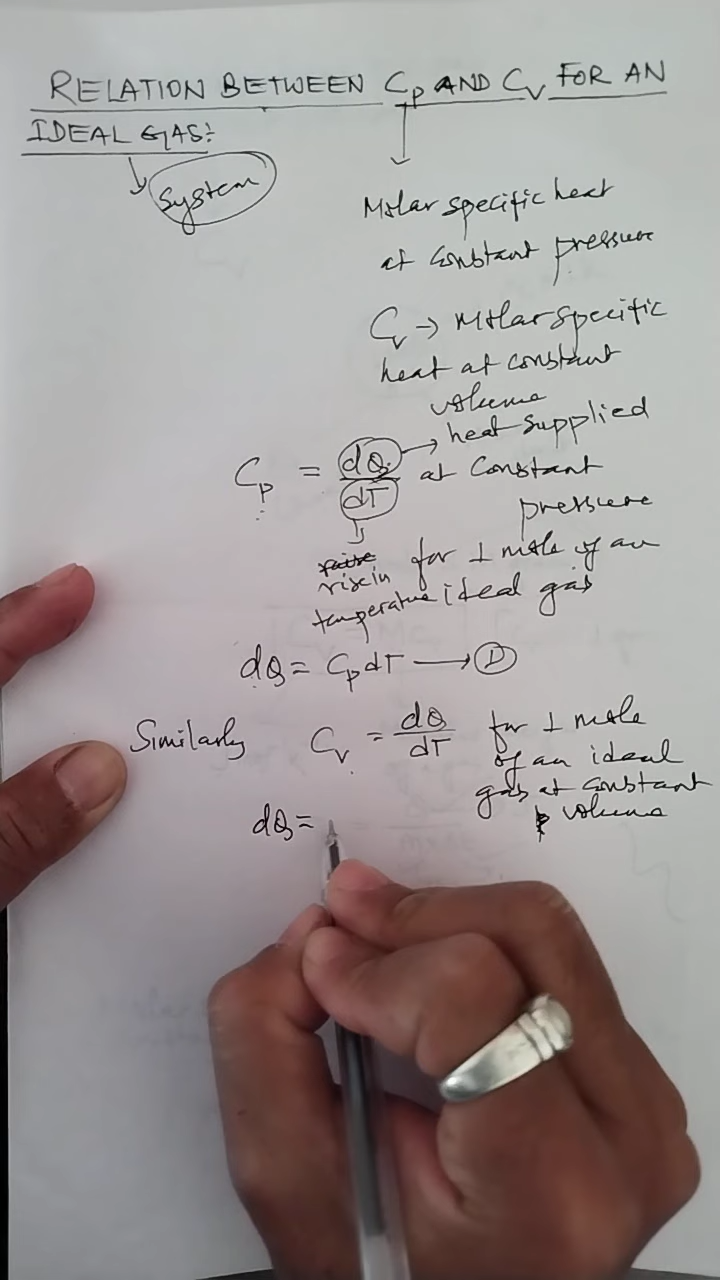 RELATION BETWEEN Cp AND Cv FOR AN
IDEAL GAS:
System
Molar specific heat
at constant pressure
Cv → Molar specific
heat at constant
volume
heat supplied
Cp = dQ/dT at Constant
pressure
rise in for 1 mole of an
temperature ideal gas
dQ = Cp dT → 1
Similarly Cv = dQ/dT for 1 mole
of an ideal
gas at constant
volume
dQ =